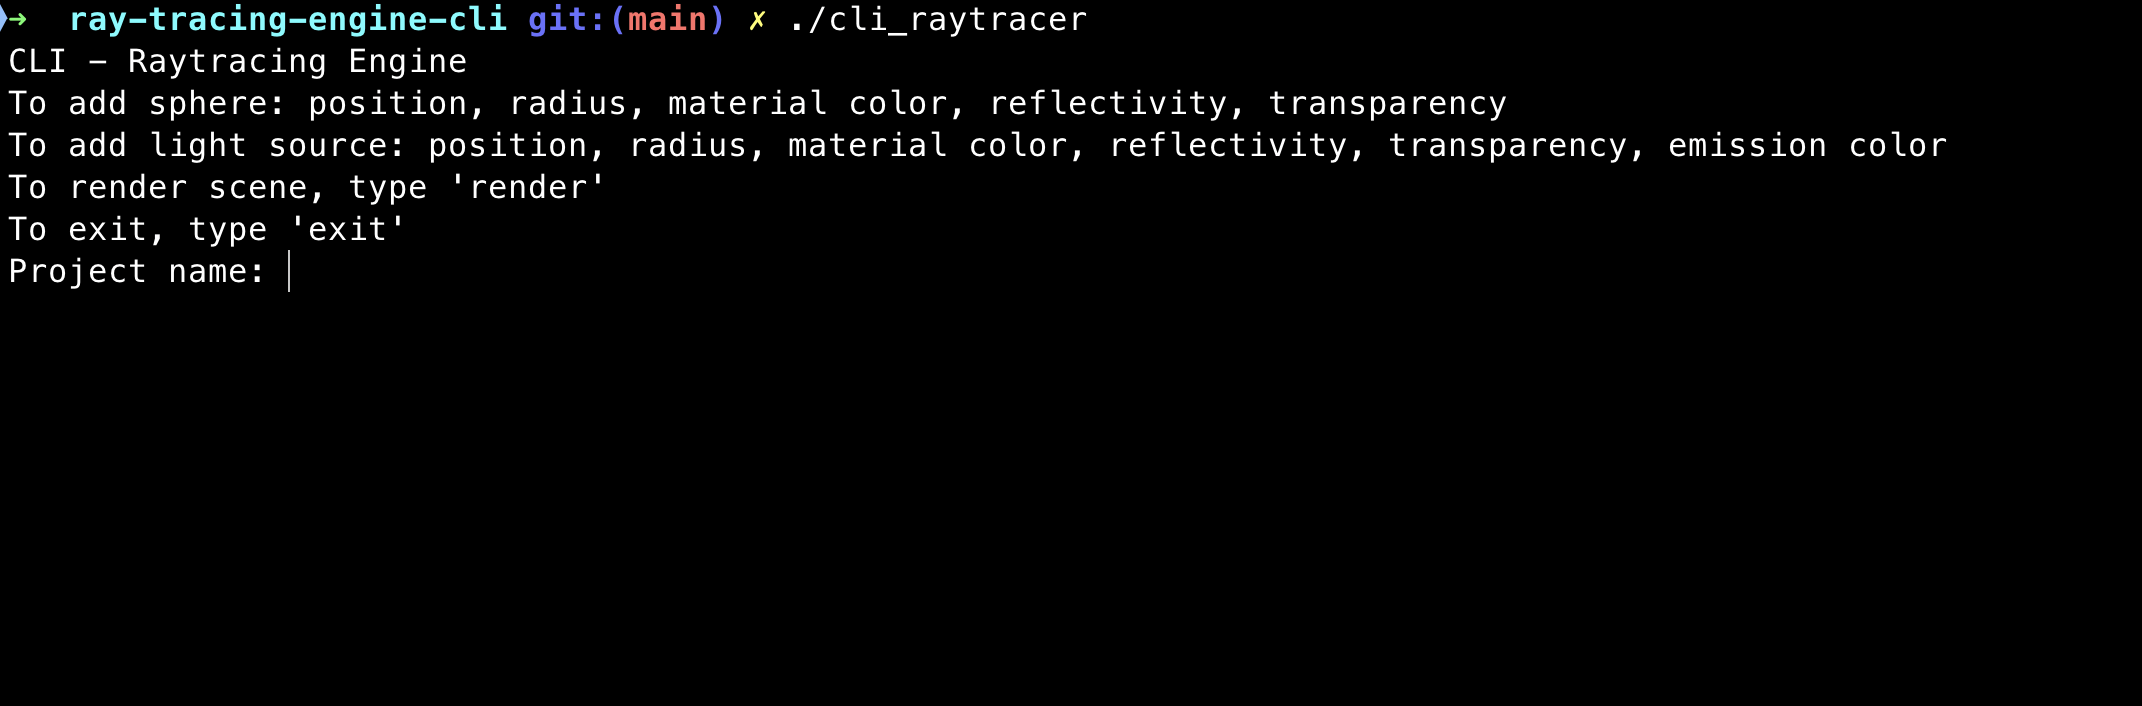 ➜  ray-tracing-engine-cli git:(main) ✗ ./cli_raytracer
CLI – Raytracing Engine
To add sphere: position, radius, material color, reflectivity, transparency
To add light source: position, radius, material color, reflectivity, transparency, emission color
To render scene, type 'render'
To exit, type 'exit'
Project name: